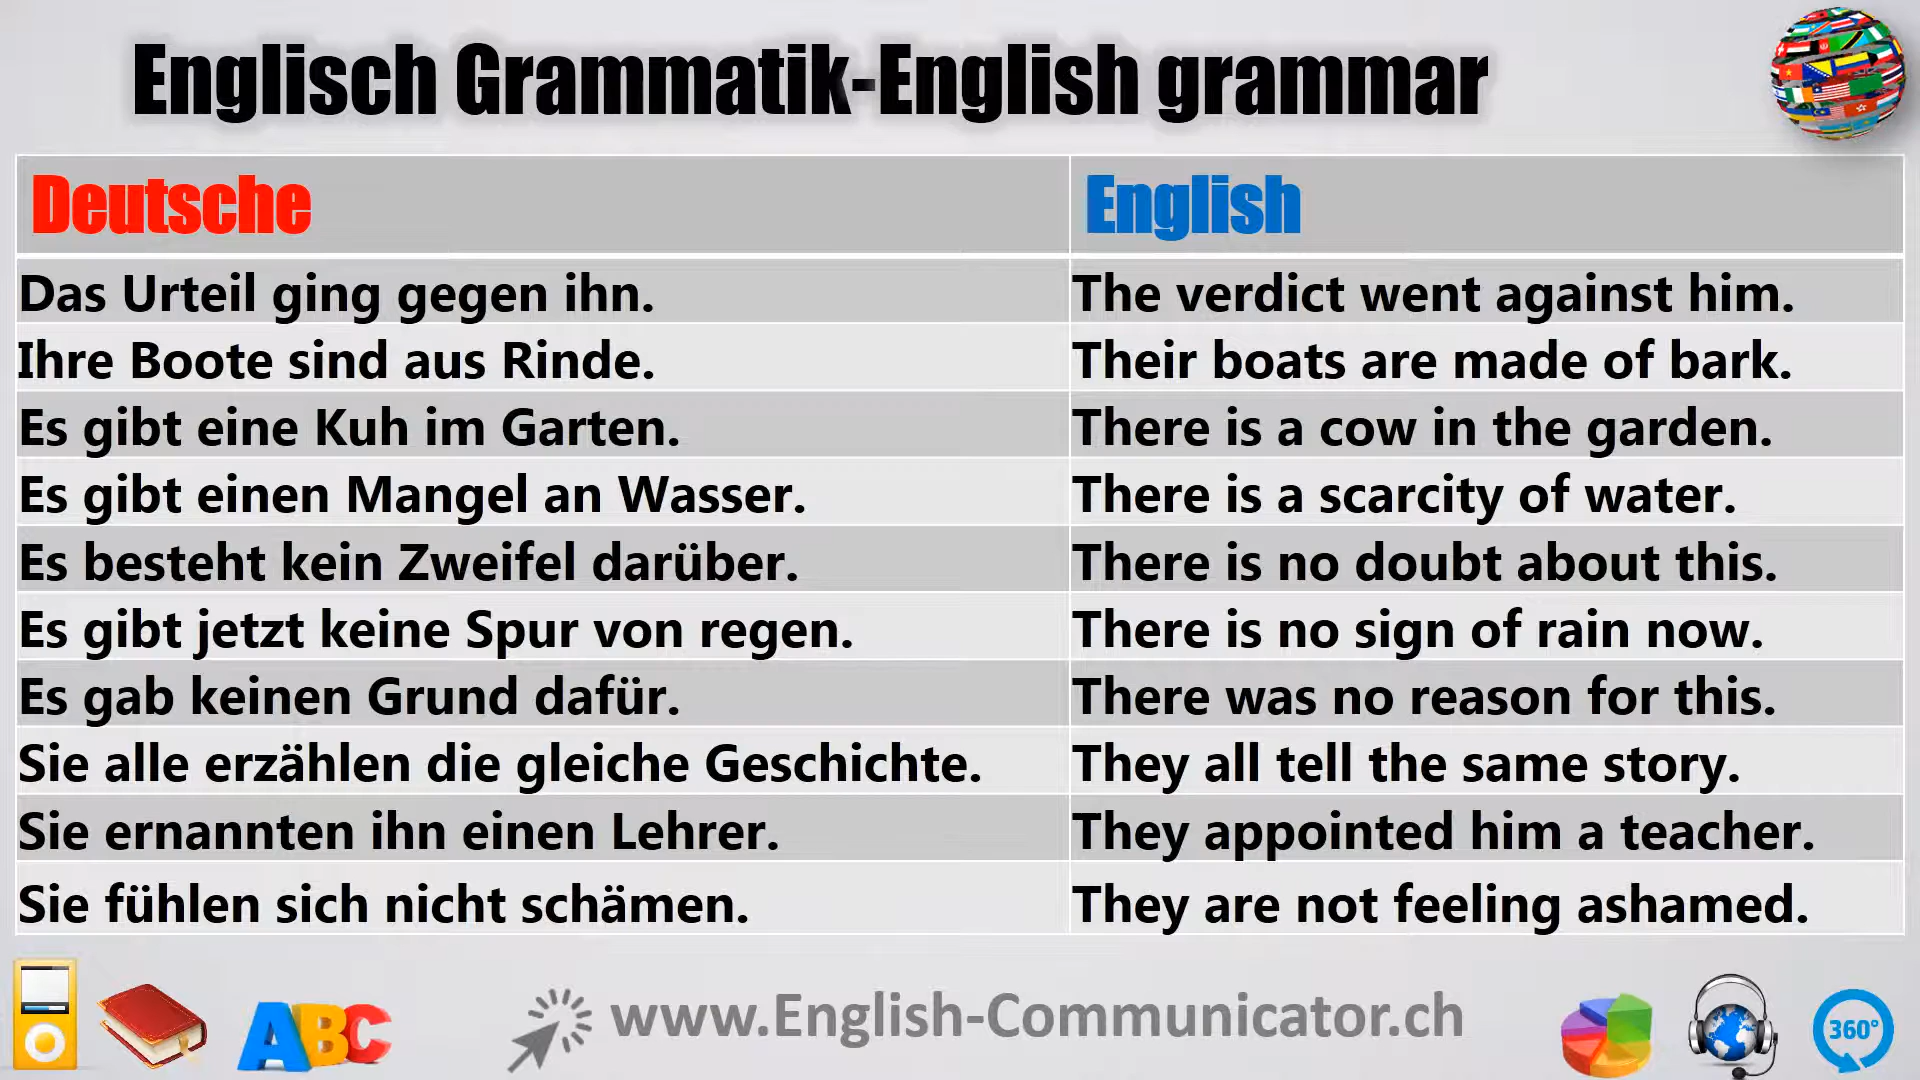 Englisch Grammatik-English grammar
Deutsche English
Das Urteil ging gegen ihn. The verdict went against him.
Ihre Boote sind aus Rinde. Their boats are made of bark.
Es gibt eine Kuh im Garten. There is a cow in the garden.
Es gibt einen Mangel an Wasser. There is a scarcity of water.
Es besteht kein Zweifel darüber. There is no doubt about this.
Es gibt jetzt keine Spur von regen. There is no sign of rain now.
Es gab keinen Grund dafür. There was no reason for this.
Sie alle erzählen die gleiche Geschichte. They all tell the same story.
Sie ernannten ihn einen Lehrer. They appointed him a teacher.
Sie fühlen sich nicht schämen. They are not feeling ashamed.
ABC www.English-Communicator.ch 360°